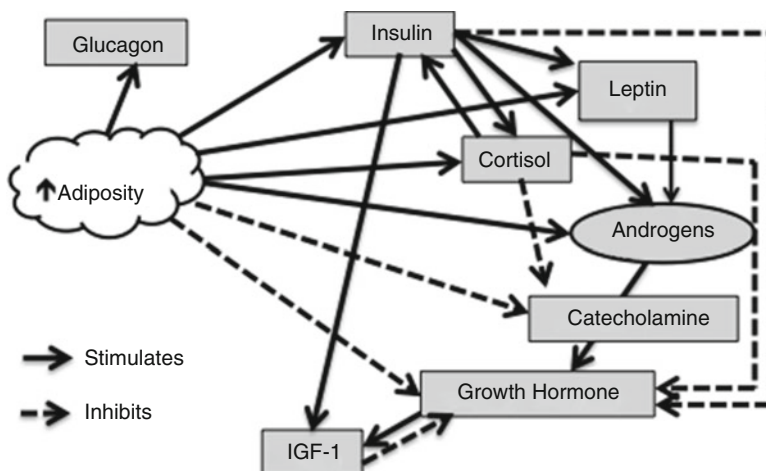 Insulin
Glucagon
Leptin
Cortisol
Adiposity
Androgens
Catecholamine
Stimulates
Growth Hormone
Inhibits
IGF-1